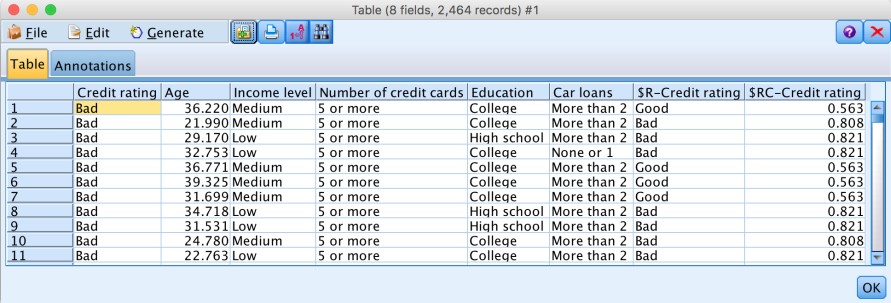 Table (8 fields, 2,464 records) #1
File Edit Generate
Table Annotations
Credit rating Age Income level Number of credit cards Education Car loans $R-Credit rating $RC-Credit rating
1 Bad 36.220 Medium 5 or more College More than 2 Good 0.563
2 Bad 21.990 Medium 5 or more College More than 2 Bad 0.808
3 Bad 29.170 Low 5 or more High school More than 2 Bad 0.821
4 Bad 32.753 Low 5 or more College None or 1 Bad 0.821
5 Bad 36.771 Medium 5 or more College More than 2 Good 0.563
6 Bad 39.325 Medium 5 or more College More than 2 Good 0.563
7 Bad 31.699 Medium 5 or more College More than 2 Good 0.563
8 Bad 34.718 Low 5 or more High school More than 2 Bad 0.821
9 Bad 31.531 Low 5 or more High school More than 2 Bad 0.821
10 Bad 24.780 Medium 5 or more College More than 2 Bad 0.808
11 Bad 22.763 Low 5 or more College More than 2 Bad 0.821
OK